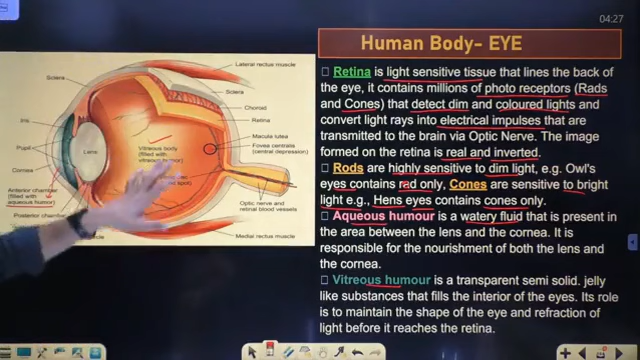 04:27
Human Body- EYE
Retina is light sensitive tissue that lines the back of
the eye, it contains millions of photo receptors (Rads
and Cones) that detect dim and coloured lights and
convert light rays into electrical impulses that are
transmitted to the brain via Optic Nerve. The image
formed on the retina is real and inverted.
Rods are highly sensitive to dim light, e.g. Owl's
eyes contains rad only, Cones are sensitive to bright
light e.g., Hens eyes contains cones only.
Aqueous humour is a watery fluid that is present in
the area between the lens and the cornea. It is
responsible for the nourishment of both the lens and
the cornea.
Vitreous humour is a transparent semi solid. jelly
like substances that fills the interior of the eyes. Its role
is to maintain the shape of the eye and refraction of
light before it reaches the retina.
Lateral rectus muscle
Sclera
Sclera
Choroid
Iris
Retina
Pupil
Macula lutea
Lens
Vitreous body
(filled with
vitreous humor)
Fovea centralis
(central depression)
Cornea
spot)
Anterior chamber
(filled with
aqueous humor)
Posterior
Optic nerve and
retinal blood vessels
Medial rectus muscle